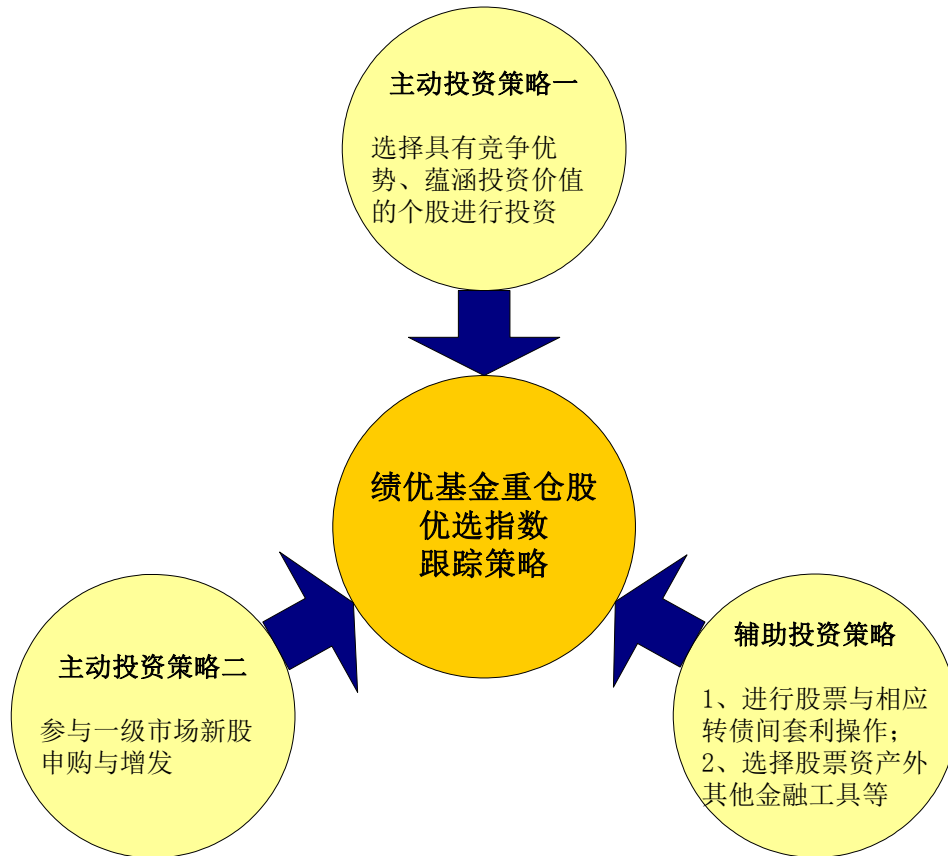 主动投资策略一
选择具有竞争优
势、蕴涵投资价值
的个股进行投资
绩优基金重仓股
优选指数
跟踪策略
主动投资策略二
参与一级市场新股
申购与增发
辅助投资策略
1、进行股票与相应
转债间套利操作；
2、选择股票资产外
其他金融工具等